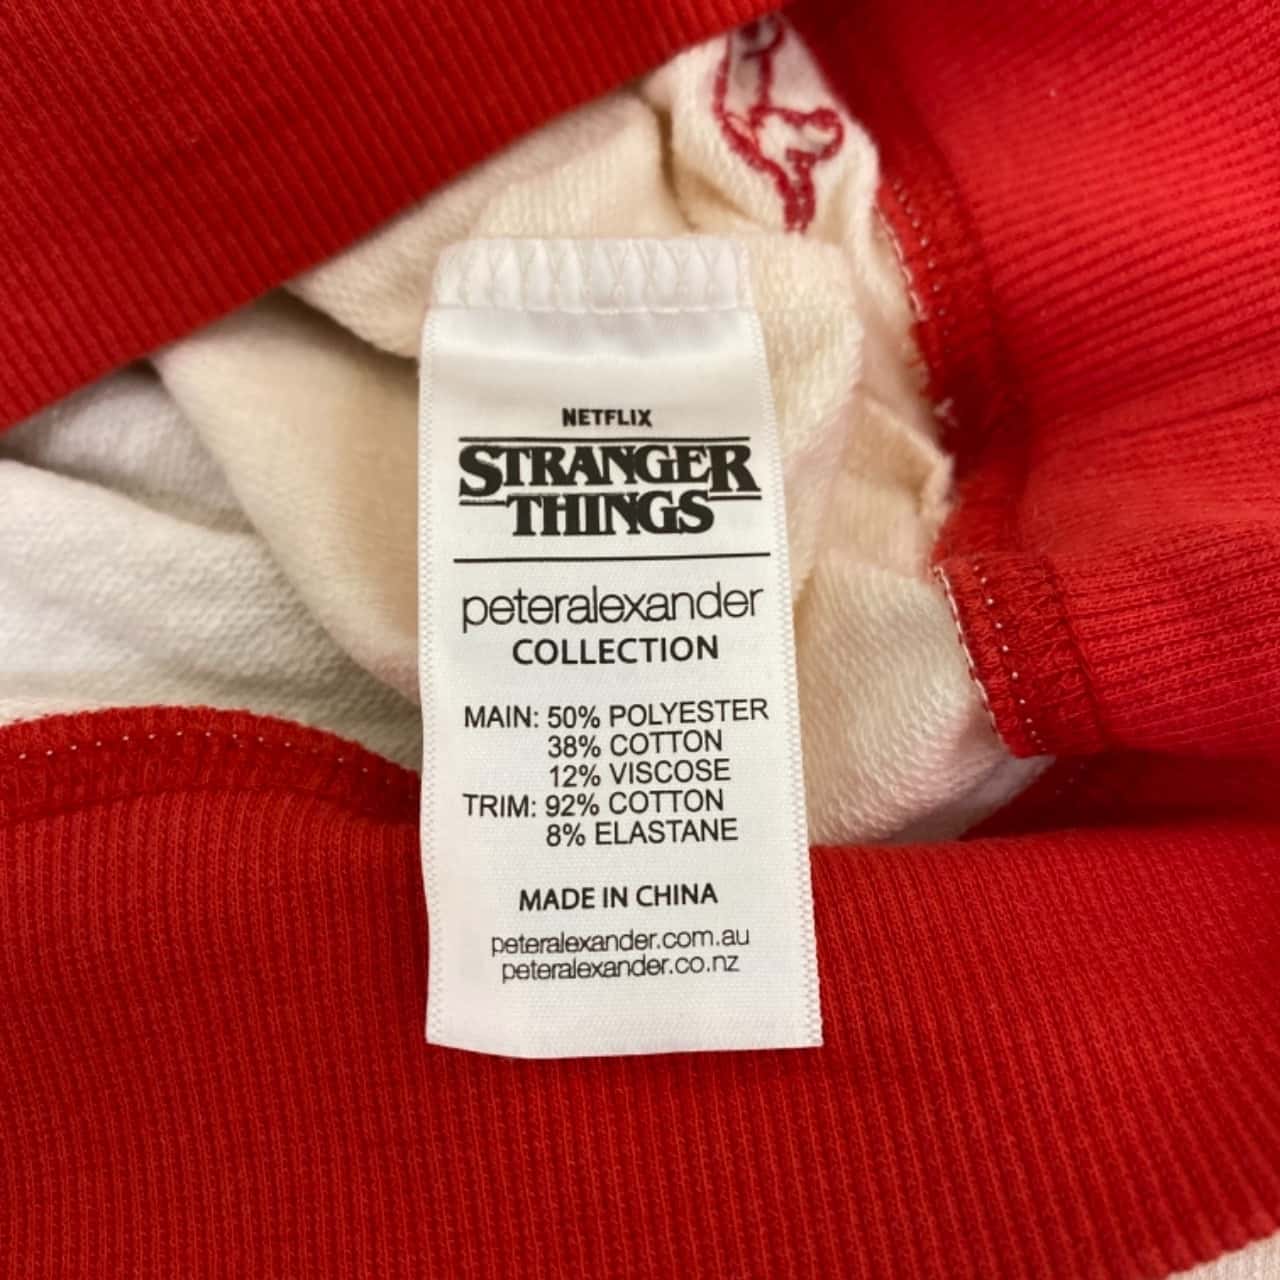 NETFLIX
STRANGER
THINGS
peteralexander
COLLECTION
MAIN: 50% POLYESTER
38% COTTON
12% VISCOSE
TRIM: 92% COTTON
8% ELASTANE
MADE IN CHINA
peteralexander.com.au
peteralexander.co.nz